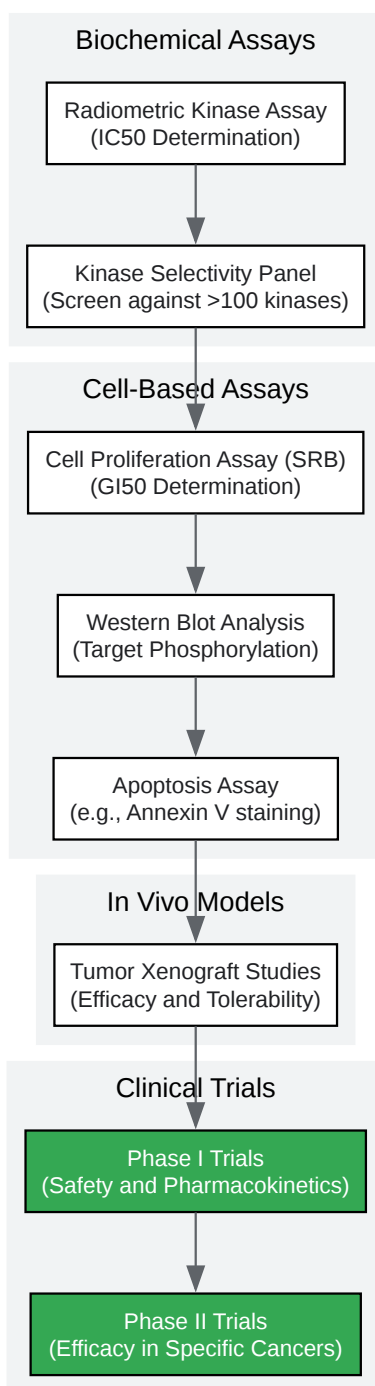 Biochemical Assays
Radiometric Kinase Assay
(IC50 Determination)
Kinase Selectivity Panel
(Screen against >100 kinases)
Cell-Based Assays
Cell Proliferation Assay (SRB)
(GI50 Determination)
Western Blot Analysis
(Target Phosphorylation)
Apoptosis Assay
(e.g., Annexin V staining)
In Vivo Models
Tumor Xenograft Studies
(Efficacy and Tolerability)
Clinical Trials
Phase I Trials
(Safety and Pharmacokinetics)
Phase II Trials
(Efficacy in Specific Cancers)